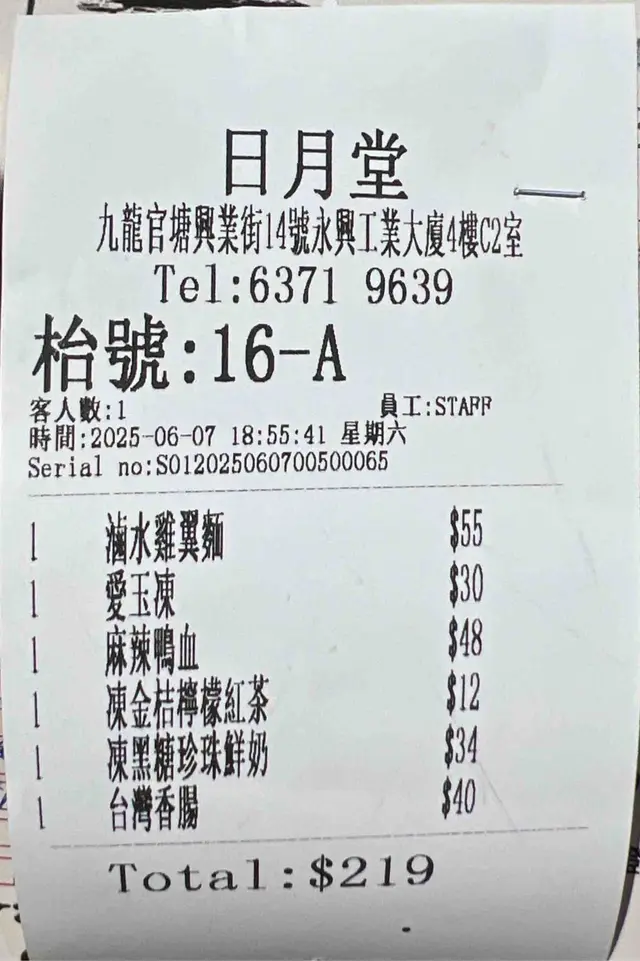 日月堂
九龍官塘興業街14號永興工業大廈4樓C2室
Tel:6371 9639
枱號:16-A
客人數:1 員工:STAFF
時間:2025-06-07 18:55:41 星期六
Serial no:S012025060700500065
1 滷水雞翼麵 $55
1 愛玉凍 $30
1 麻辣鴨血 $48
1 凍金桔檸檬紅茶 $12
1 凍黑糖珍珠鮮奶 $34
1 台灣香腸 $40
Total:$219